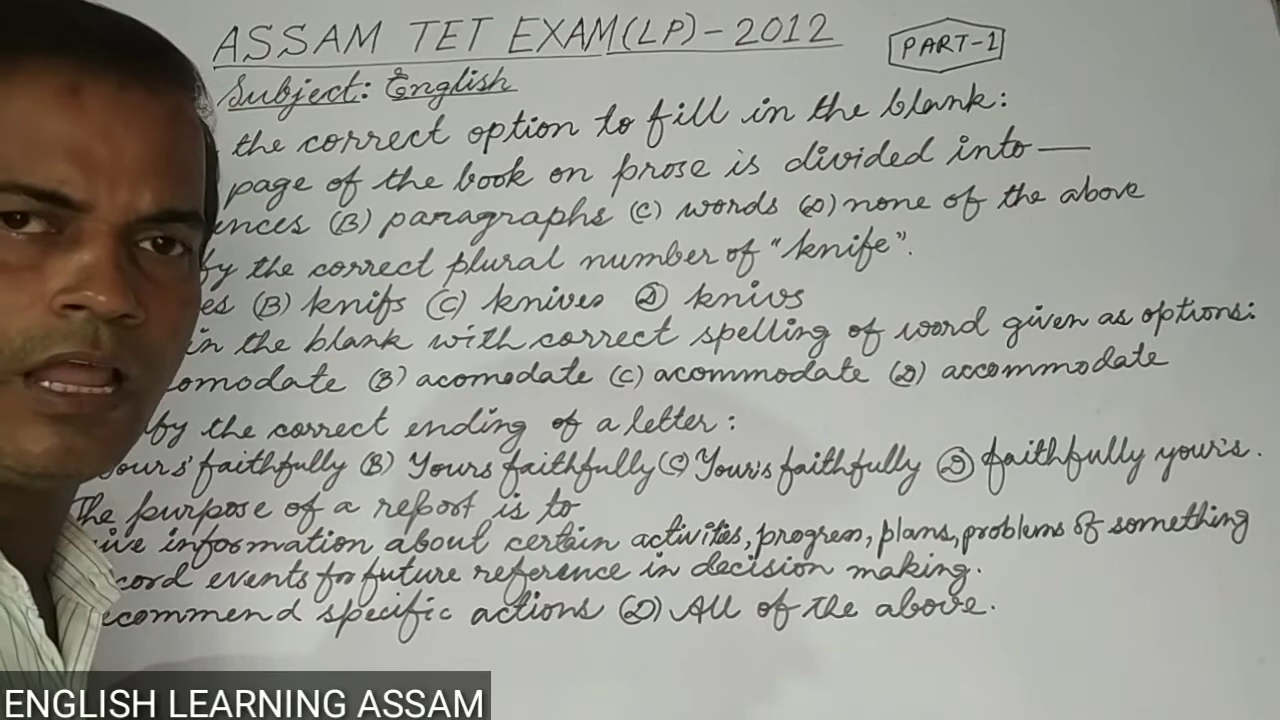 ASSAM TET EXAM(LP)-2012
PART-1
Subject: English
the correct option to fill in the blank:
page of the book on prose is divided into —
ences (B) paragraphs (C) words (D) none of the above
fy the correct plural number of "knife".
es (B) knifs (C) knives (D) knivs
in the blank with correct spelling of word given as options:
omodate (B) acomodate (C) acommodate (D) accommodate
fy the correct ending of a letter:
ours' faithfully (B) Yours faithfully (C) Your's faithfully (D) faithfully your's.
The purpose of a report is to
ive information about certain activities, progress, plans, problems of something
cord events for future reference in decision making.
ecommend specific actions (D) All of the above.
ENGLISH LEARNING ASSAM